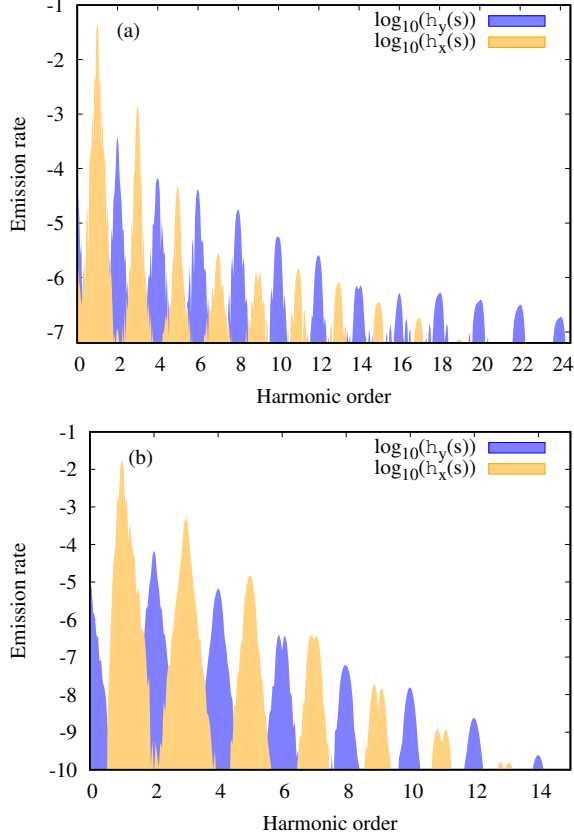 (a)
log10(hy(s))
log10(hx(s))
Emission rate
-1
-2
-3
-4
-5
-6
-7
0 2 4 6 8 10 12 14 16 18 20 22 24
Harmonic order
(b)
log10(hy(s))
log10(hx(s))
Emission rate
-1
-2
-3
-4
-5
-6
-7
-8
-9
-10
0 2 4 6 8 10 12 14
Harmonic order